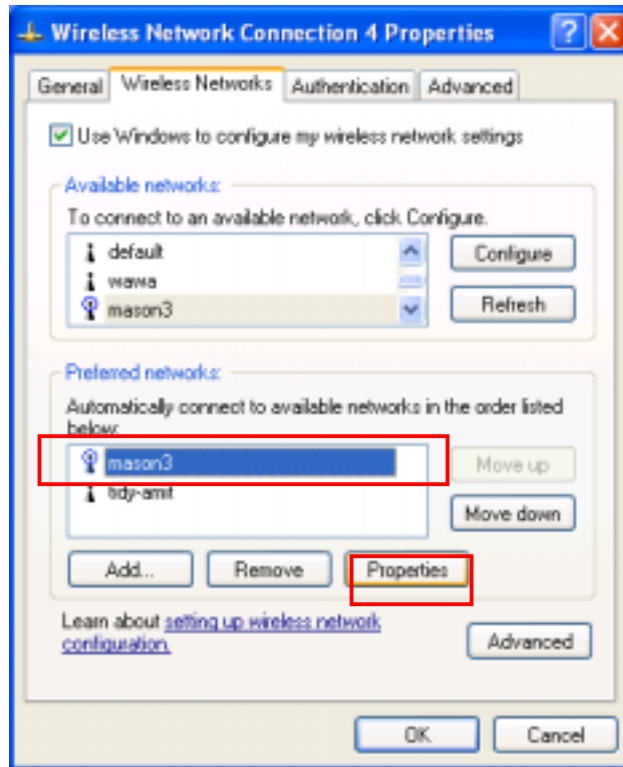 Wireless Network Connection 4 Properties
General Wireless Networks Authentication Advanced
Use Windows to configure my wireless network settings
Available networks:
To connect to an available network, click Configure.
default
wawa
mason3
Configure
Refresh
Preferred networks:
Automatically connect to available networks in the order listed
below:
mason3
tidy-amit
Move up
Move down
Add... Remove Properties
Learn about setting up wireless network
configuration.
Advanced
OK Cancel